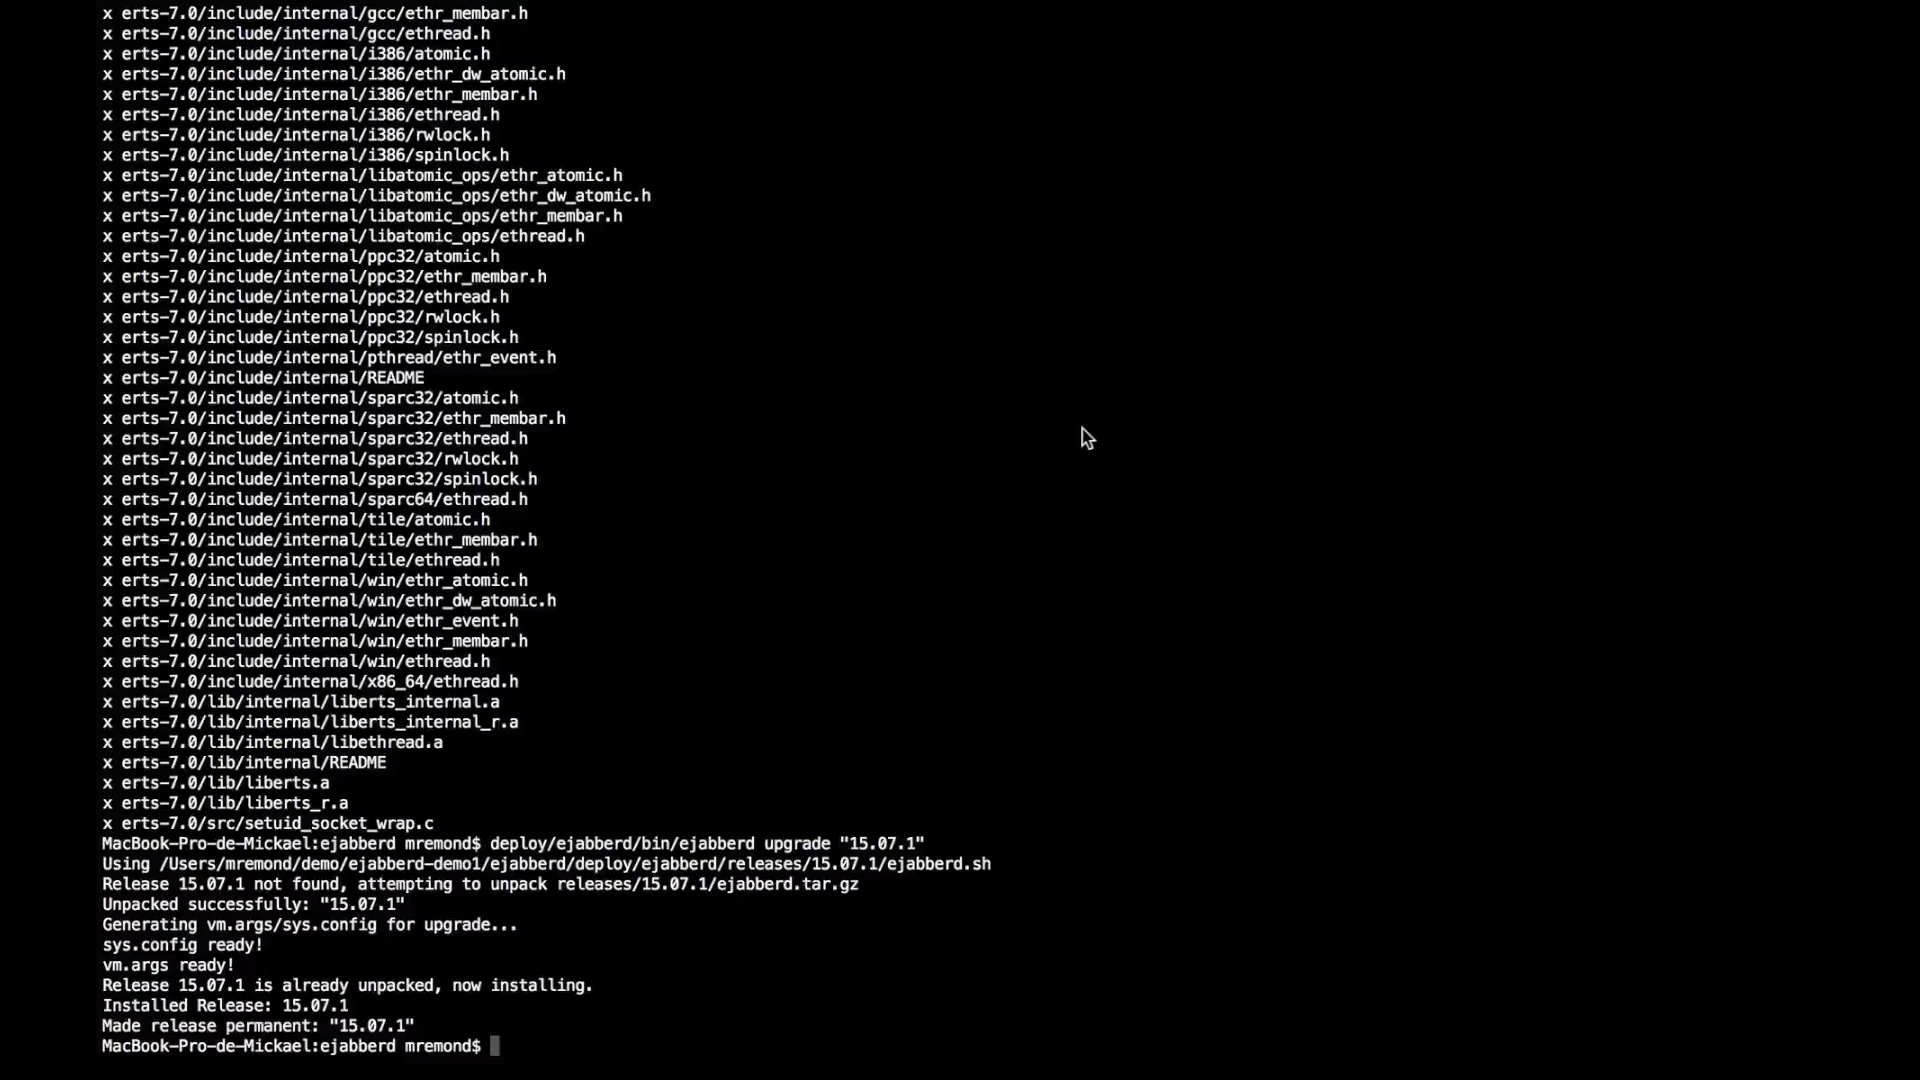 x erts-7.0/include/internal/gcc/ethr_membar.h
x erts-7.0/include/internal/gcc/ethread.h
x erts-7.0/include/internal/i386/atomic.h
x erts-7.0/include/internal/i386/ethr_dw_atomic.h
x erts-7.0/include/internal/i386/ethr_membar.h
x erts-7.0/include/internal/i386/ethread.h
x erts-7.0/include/internal/i386/rwlock.h
x erts-7.0/include/internal/i386/spinlock.h
x erts-7.0/include/internal/libatomic_ops/ethr_atomic.h
x erts-7.0/include/internal/libatomic_ops/ethr_dw_atomic.h
x erts-7.0/include/internal/libatomic_ops/ethr_membar.h
x erts-7.0/include/internal/libatomic_ops/ethread.h
x erts-7.0/include/internal/ppc32/atomic.h
x erts-7.0/include/internal/ppc32/ethr_membar.h
x erts-7.0/include/internal/ppc32/ethread.h
x erts-7.0/include/internal/ppc32/rwlock.h
x erts-7.0/include/internal/ppc32/spinlock.h
x erts-7.0/include/internal/pthread/ethr_event.h
x erts-7.0/include/internal/README
x erts-7.0/include/internal/sparc32/atomic.h
x erts-7.0/include/internal/sparc32/ethr_membar.h
x erts-7.0/include/internal/sparc32/ethread.h
x erts-7.0/include/internal/sparc32/rwlock.h
x erts-7.0/include/internal/sparc32/spinlock.h
x erts-7.0/include/internal/sparc64/ethread.h
x erts-7.0/include/internal/tile/atomic.h
x erts-7.0/include/internal/tile/ethr_membar.h
x erts-7.0/include/internal/tile/ethread.h
x erts-7.0/include/internal/win/ethr_atomic.h
x erts-7.0/include/internal/win/ethr_dw_atomic.h
x erts-7.0/include/internal/win/ethr_event.h
x erts-7.0/include/internal/win/ethr_membar.h
x erts-7.0/include/internal/win/ethread.h
x erts-7.0/include/internal/x86_64/ethread.h
x erts-7.0/lib/internal/liberts_internal.a
x erts-7.0/lib/internal/liberts_internal_r.a
x erts-7.0/lib/internal/libethread.a
x erts-7.0/lib/internal/README
x erts-7.0/lib/liberts.a
x erts-7.0/lib/liberts_r.a
x erts-7.0/src/setuid_socket_wrap.c
MacBook-Pro-de-Mickael:ejabberd mremond$ deploy/ejabberd/bin/ejabberd upgrade "15.07.1"
Using /Users/mremond/demo/ejabberd-demo1/ejabberd/deploy/ejabberd/releases/15.07.1/ejabberd.sh
Release 15.07.1 not found, attempting to unpack releases/15.07.1/ejabberd.tar.gz
Unpacked successfully: "15.07.1"
Generating vm.args/sys.config for upgrade...
sys.config ready!
vm.args ready!
Release 15.07.1 is already unpacked, now installing.
Installed Release: 15.07.1
Made release permanent: "15.07.1"
MacBook-Pro-de-Mickael:ejabberd mremond$